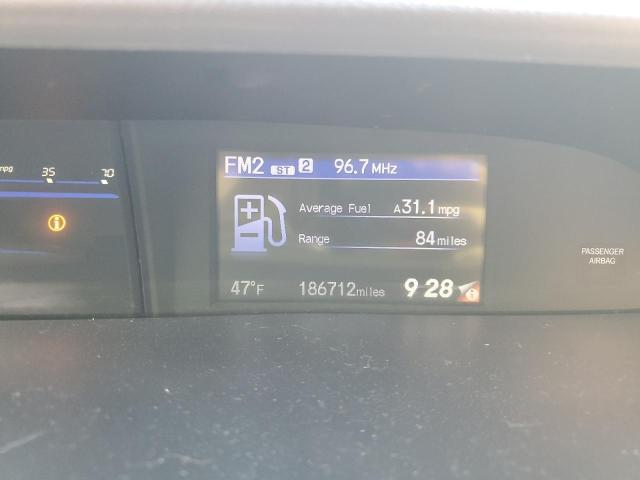 FM2 ST 2 96.7 MHz
mpg 35 70
Average Fuel A31.1 mpg
Range 84 miles
PASSENGER
AIRBAG
47°F 186712 miles 9 28